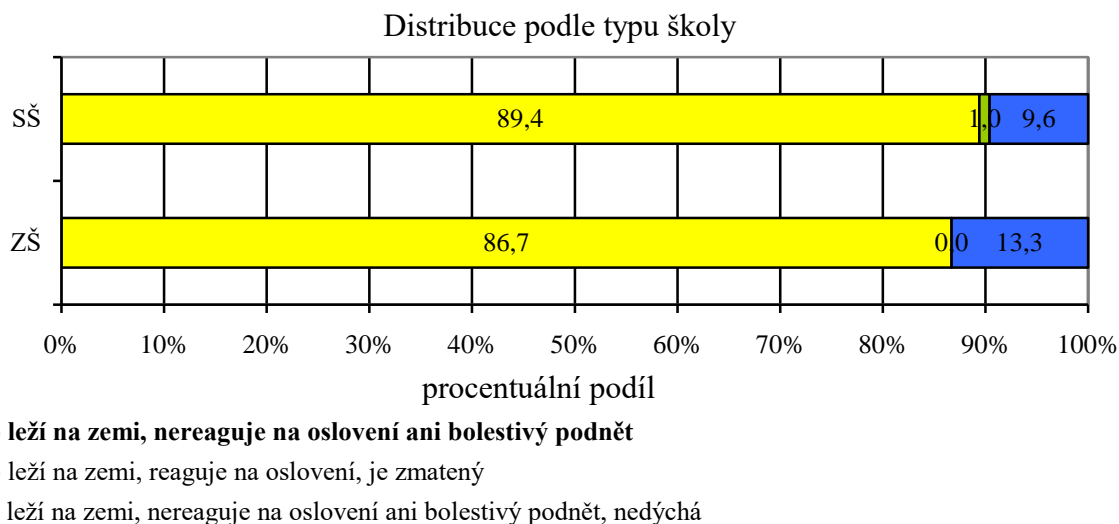 Distribuce podle typu školy
SŠ
89,4
1,0
9,6
ZŠ
86,7
0,0
13,3
0% 10% 20% 30% 40% 50% 60% 70% 80% 90% 100%
procentuální podíl
leží na zemi, nereaguje na oslovení ani bolestivý podnět
leží na zemi, reaguje na oslovení, je zmatený
leží na zemi, nereaguje na oslovení ani bolestivý podnět, nedýchá